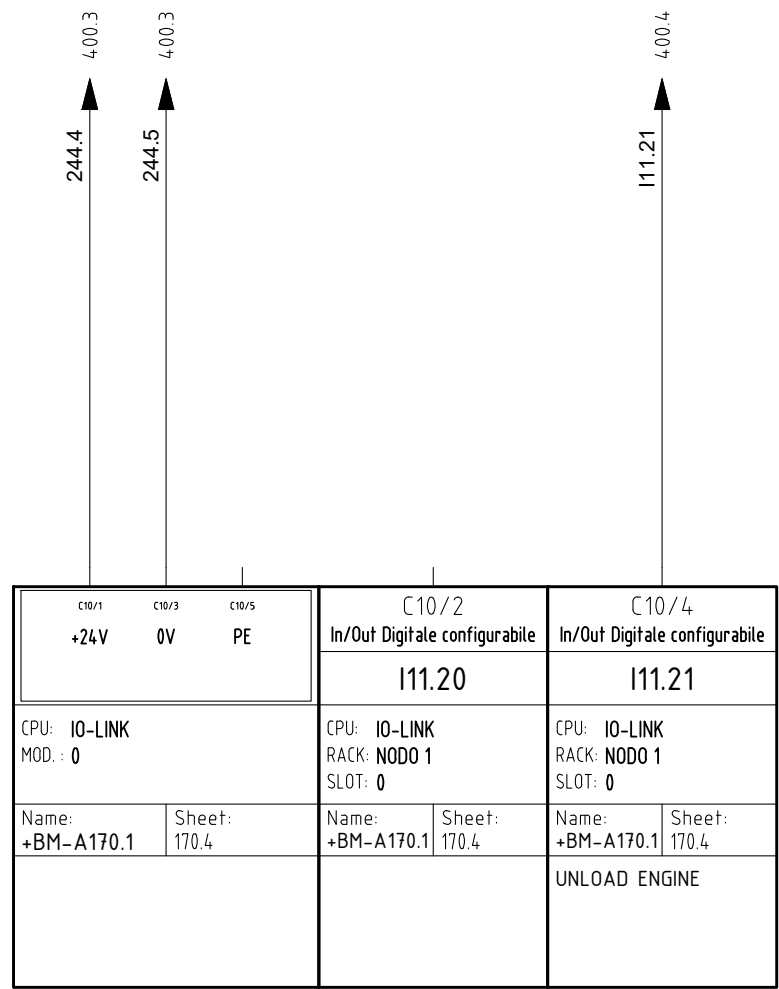 400.3
400.3
400.4
244.4
244.5
I11.21
C10/1
C10/3
C10/5
+24V
0V
PE
C10/2
In/Out Digitale configurabile
I11.20
C10/4
In/Out Digitale configurabile
I11.21
CPU: IO-LINK
MOD. : 0
CPU: IO-LINK
RACK: NODO 1
SLOT: 0
CPU: IO-LINK
RACK: NODO 1
SLOT: 0
Name:
+BM-A170.1
Sheet:
170.4
Name:
+BM-A170.1
Sheet:
170.4
Name:
+BM-A170.1
Sheet:
170.4
UNLOAD ENGINE